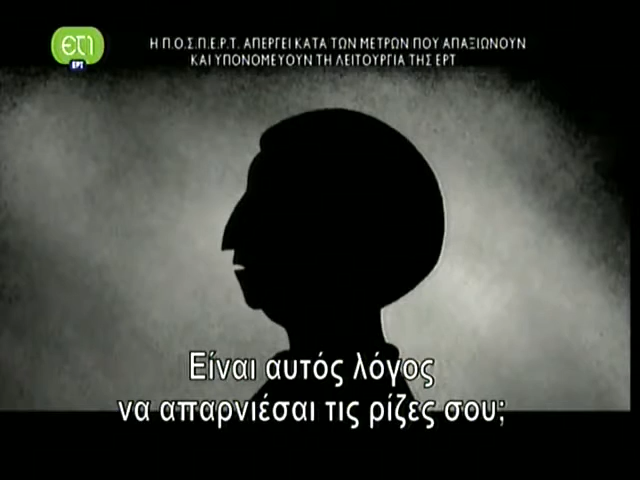 ετ1
ΕΡΤ
Η Π.Ο.Σ.Π.Ε.Ρ.Τ. ΑΠΕΡΓΕΙ ΚΑΤΑ ΤΩΝ ΜΕΤΡΩΝ ΠΟΥ ΑΠΑΞΙΩΝΟΥΝ
ΚΑΙ ΥΠΟΝΟΜΕΥΟΥΝ ΤΗ ΛΕΙΤΟΥΡΓΙΑ ΤΗΣ ΕΡΤ
Είναι αυτός λόγος
να απαρνιέσαι τις ρίζες σου;